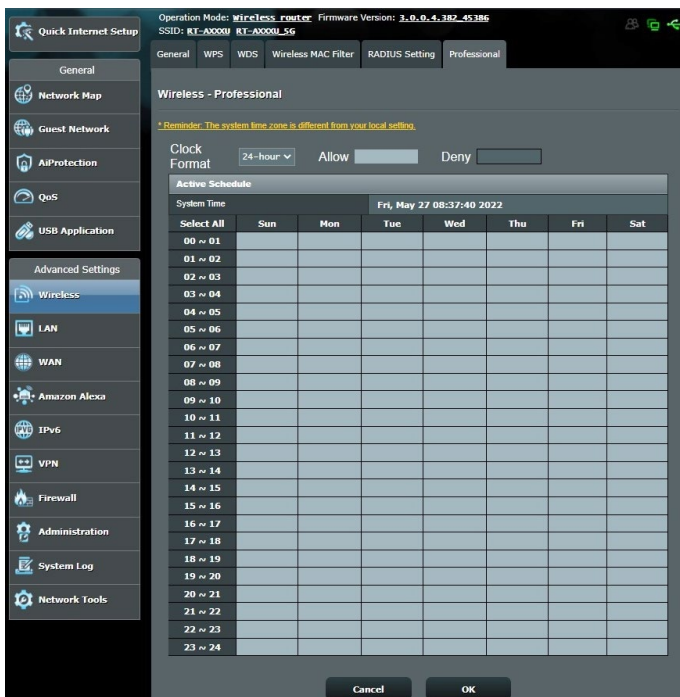 Operation Mode: Wireless router Firmware Version: 3.0.0.4.382_45386
SSID: RT-AXXXU RT-AXXXU_5G
Quick Internet Setup
General
Network Map
Guest Network
AiProtection
QoS
USB Application
Advanced Settings
Wireless
LAN
WAN
Amazon Alexa
IPv6
VPN
Firewall
Administration
System Log
Network Tools
General WPS WDS Wireless MAC Filter RADIUS Setting Professional
Wireless - Professional
* Reminder: The system time zone is different from your local setting.
Clock Format 24-hour Allow Deny
Active Schedule
System Time Fri, May 27 08:37:40 2022
Select All Sun Mon Tue Wed Thu Fri Sat
00 ~ 01
01 ~ 02
02 ~ 03
03 ~ 04
04 ~ 05
05 ~ 06
06 ~ 07
07 ~ 08
08 ~ 09
09 ~ 10
10 ~ 11
11 ~ 12
12 ~ 13
13 ~ 14
14 ~ 15
15 ~ 16
16 ~ 17
17 ~ 18
18 ~ 19
19 ~ 20
20 ~ 21
21 ~ 22
22 ~ 23
23 ~ 24
Cancel OK